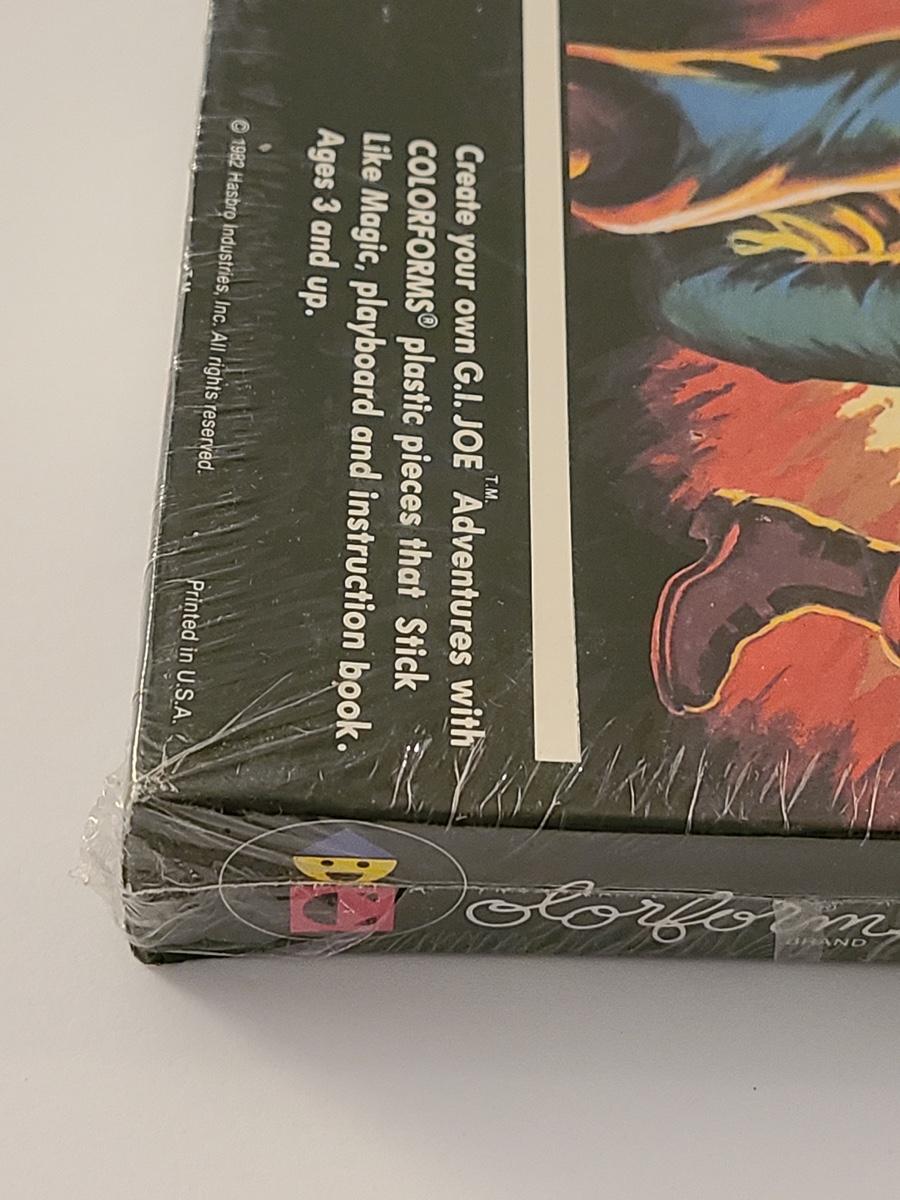 Create your own G.I. JOE T.M. Adventures with
COLORFORMS® plastic pieces that Stick
Like Magic, playboard and instruction book.
Ages 3 and up.
© 1982 Hasbro Industries, Inc. All rights reserved. Printed in U.S.A.
olorform
BRAND